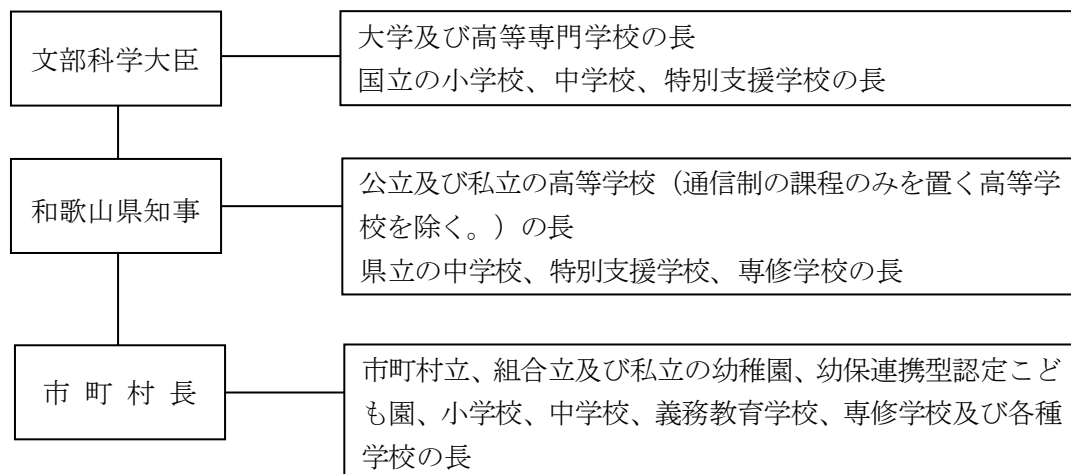 文部科学大臣
大学及び高等専門学校の長
国立の小学校、中学校、特別支援学校の長
和歌山県知事
公立及び私立の高等学校（通信制の課程のみを置く高等学
校を除く。）の長
県立の中学校、特別支援学校、専修学校の長
市 町 村 長
市町村立、組合立及び私立の幼稚園、幼保連携型認定こど
も園、小学校、中学校、義務教育学校、専修学校及び各種
学校の長